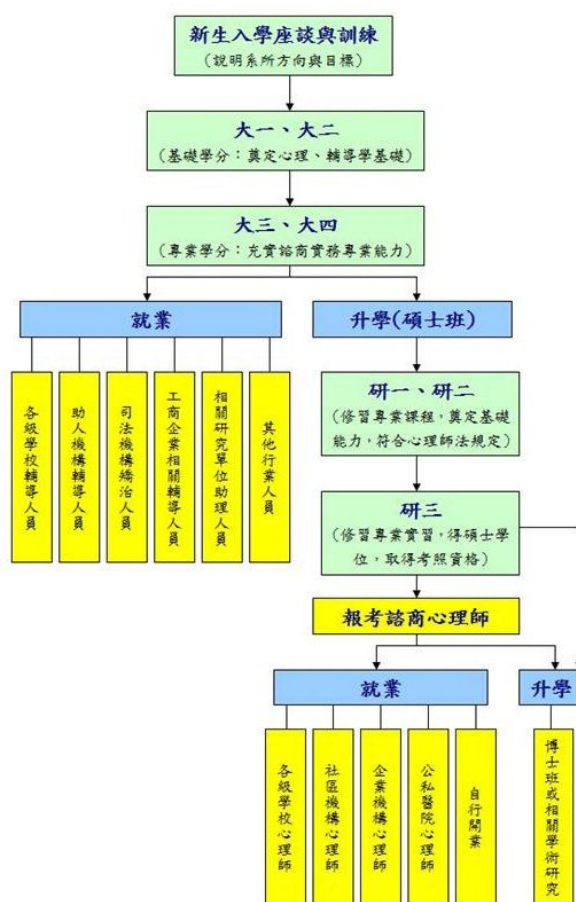 新生入學座談與訓練
(說明系所方向與目標)
大一、大二
(基礎學分：奠定心理、輔導學基礎)
大三、大四
(專業學分：充實諮商實務專業能力)
就業
升學(碩士班)
各級學校輔導人員
助人機構輔導人員
司法機構矯治人員
工商企業相關輔導人員
相關研究單位助理人員
其他行業人員
研一、研二
(修習專業課程，奠定基礎
能力，符合心理師法規定)
研三
(修習專業實習，得碩士學
位，取得考照資格)
報考諮商心理師
就業
升學
各級學校心理師
社區機構心理師
企業機構心理師
公私醫院心理師
自行開業
博士班或相關學術研究